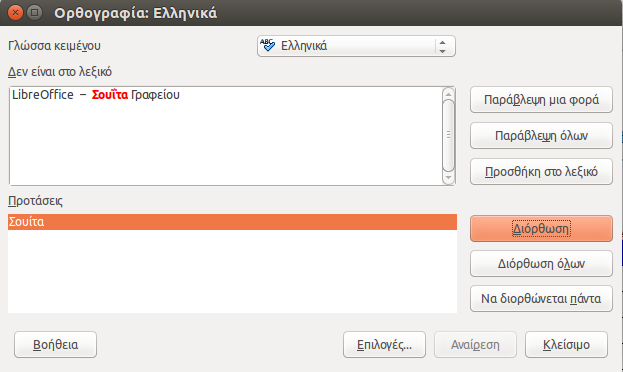 Ορθογραφία: Ελληνικά
Γλώσσα κειμένου
Ελληνικά
Δεν είναι στο λεξικό
LibreOffice – Σουΐτα Γραφείου
Παράβλεψη μια φορά
Παράβλεψη όλων
Προσθήκη στο λεξικό
Προτάσεις
Σουίτα
Διόρθωση
Διόρθωση όλων
Να διορθώνεται πάντα
Βοήθεια
Επιλογές...
Αναίρεση
Κλείσιμο